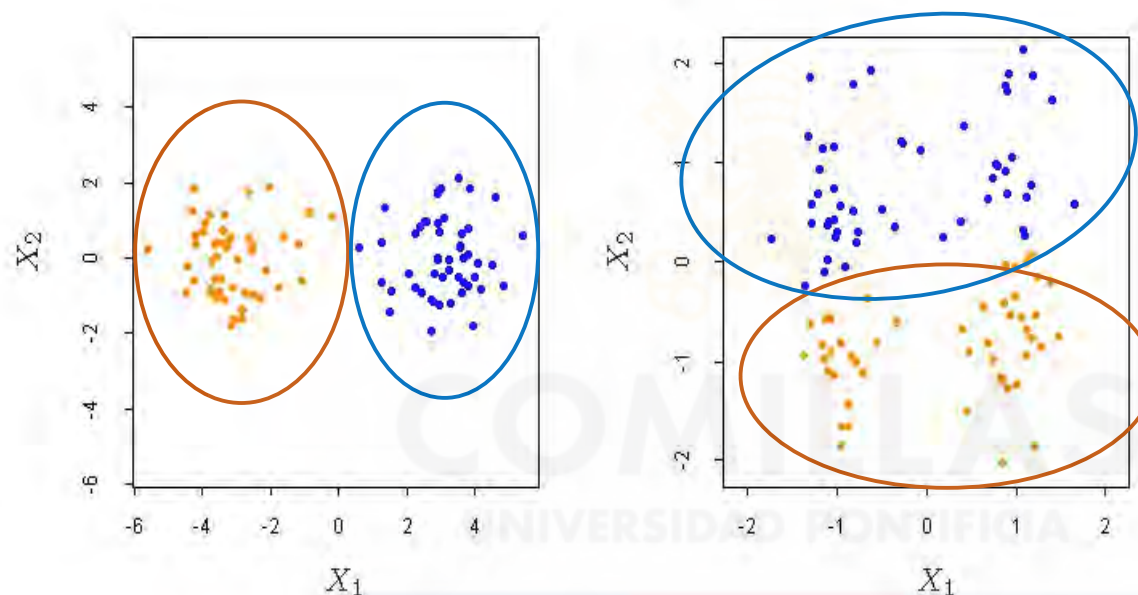 4
2
0
-2
-4
-6
X2
-6 -4 -2 0 2 4
X1
2
1
0
-1
-2
X2
-2 -1 0 1 2
X1
COMILLAS
UNIVERSIDAD PONTIFICIA